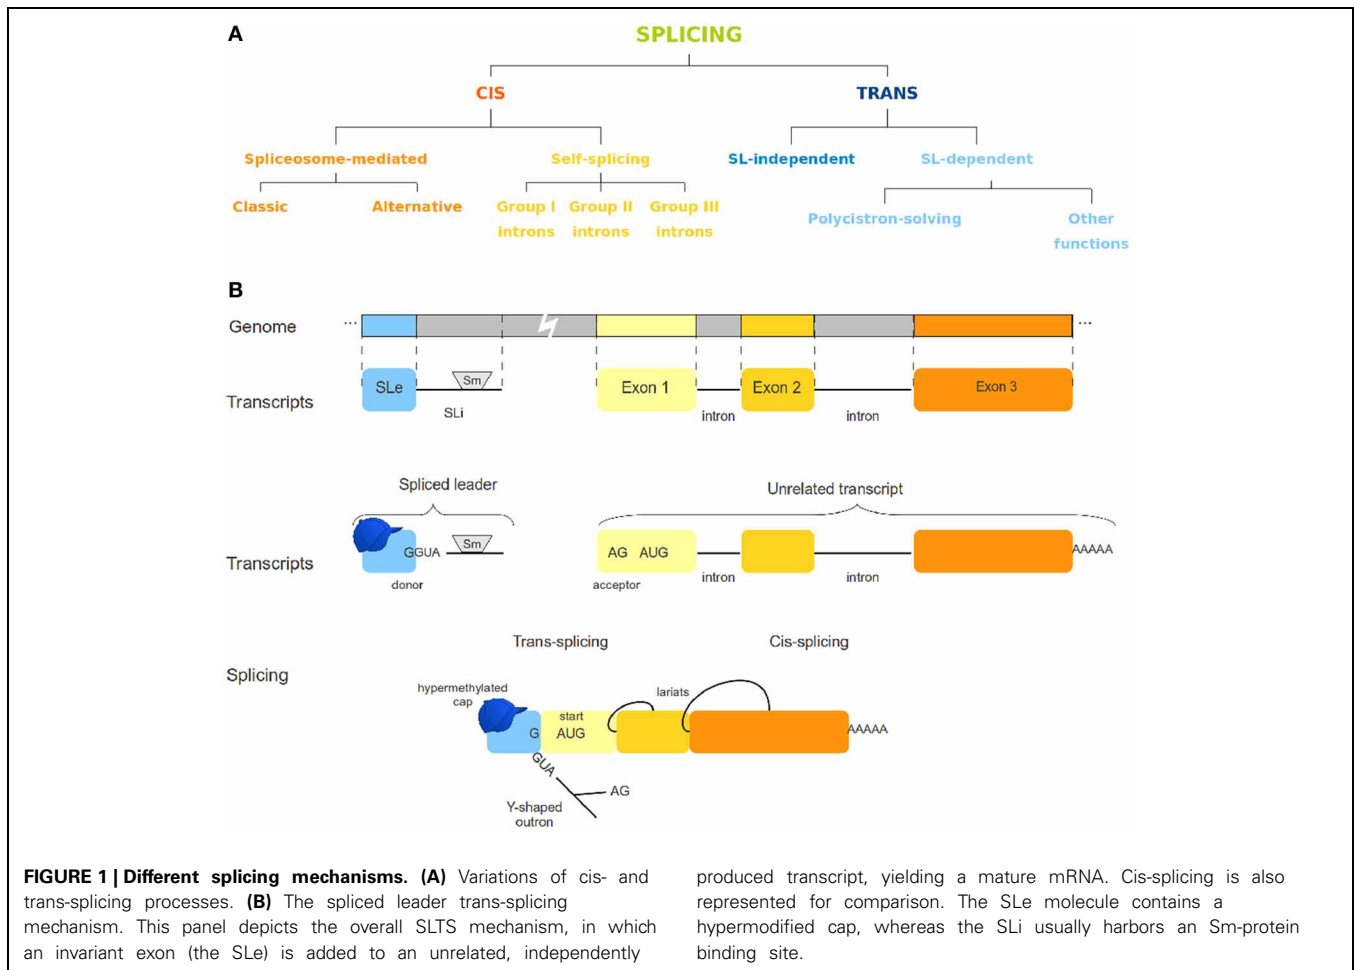 A
SPLICING
CIS
TRANS
Spliceosome-mediated
Self-splicing
SL-independent
SL-dependent
Classic
Alternative
Group I
introns
Group II
introns
Group III
introns
Polycistron-solving
Other
functions
B
Genome
...
...
Transcripts
SLe
Sm
SLi
Exon 1
intron
Exon 2
intron
Exon 3
Spliced leader
Unrelated transcript
Transcripts
GGUA
Sm
donor
AG AUG
acceptor
intron
intron
AAAAA
Trans-splicing
Cis-splicing
Splicing
hypermethylated
cap
lariats
G
start
AUG
AAAAA
GUA
AG
Y-shaped
outron
FIGURE 1 | Different splicing mechanisms. (A) Variations of cis- and
trans-splicing processes. (B) The spliced leader trans-splicing
mechanism. This panel depicts the overall SLTS mechanism, in which
an invariant exon (the SLe) is added to an unrelated, independently
produced transcript, yielding a mature mRNA. Cis-splicing is also
represented for comparison. The SLe molecule contains a
hypermodified cap, whereas the SLi usually harbors an Sm-protein
binding site.